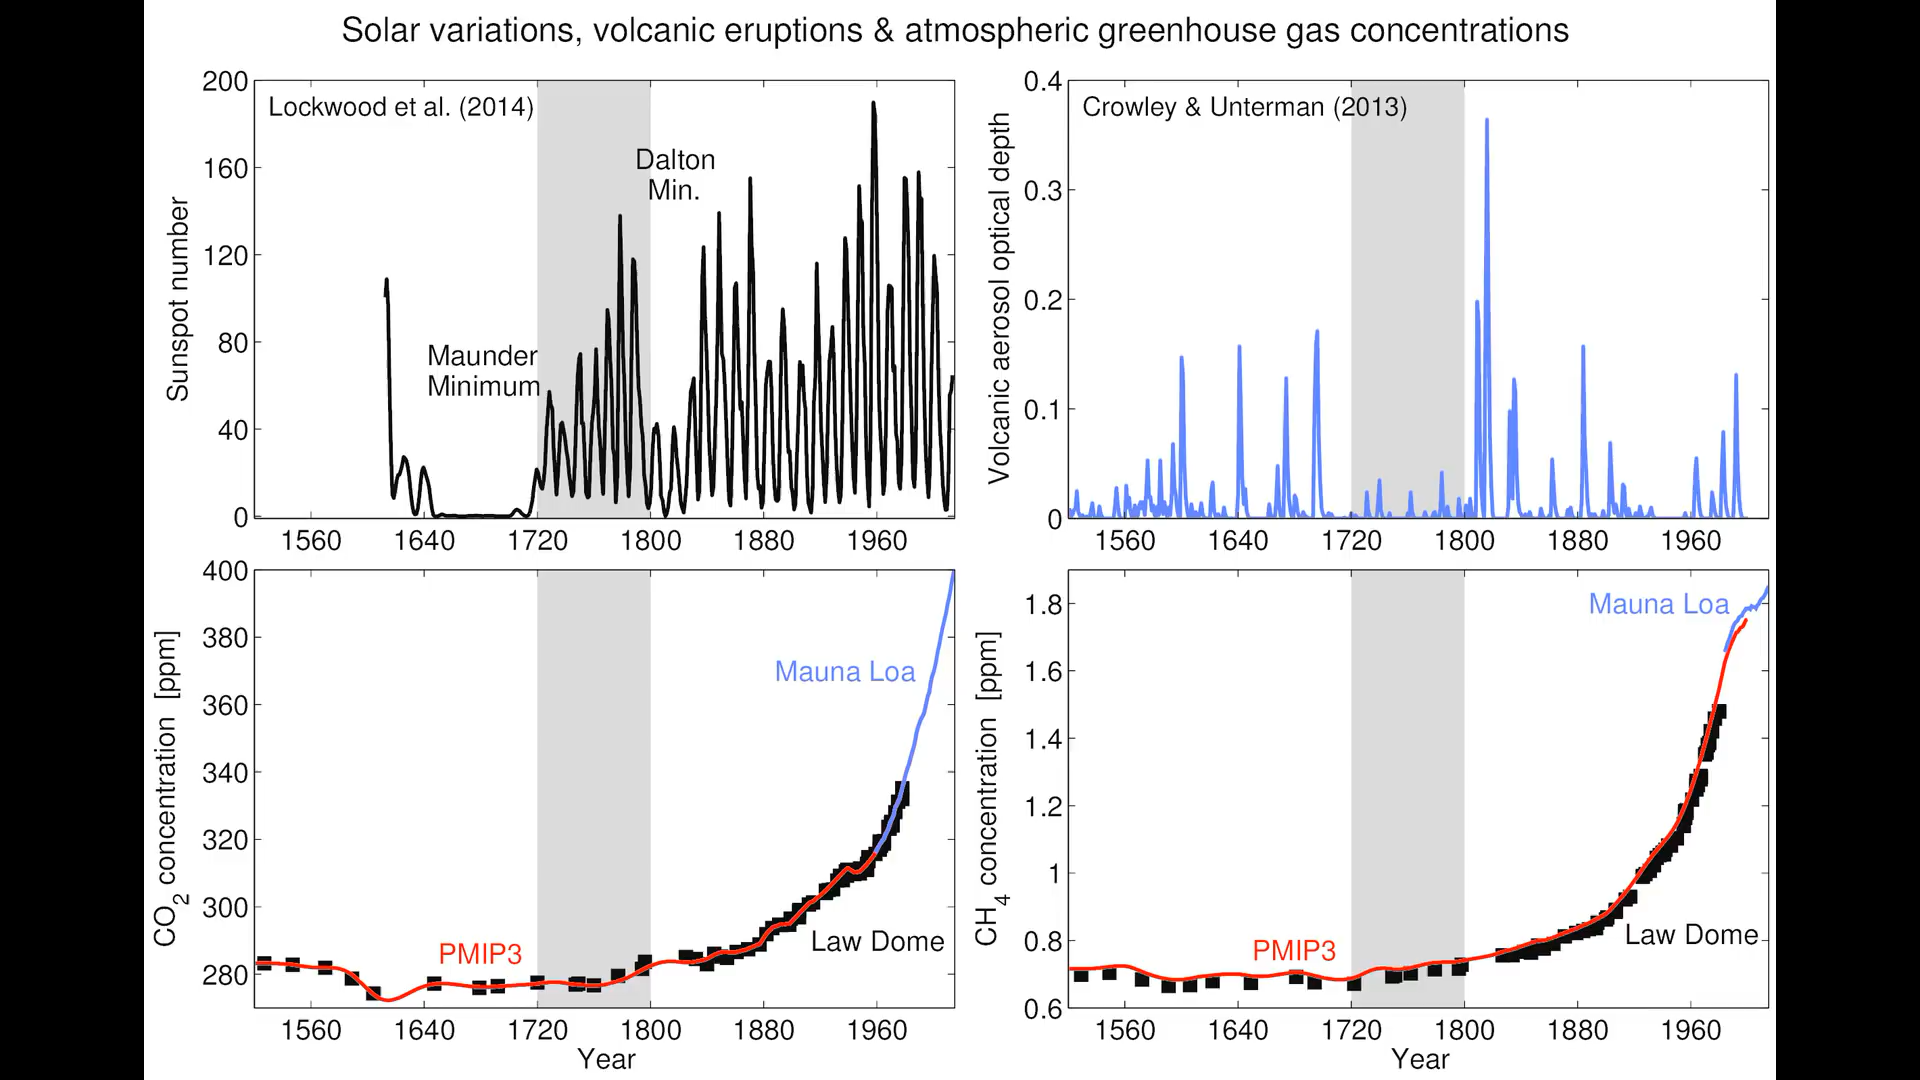 Solar variations, volcanic eruptions & atmospheric greenhouse gas concentrations
Lockwood et al. (2014)
Dalton
Min.
Maunder
Minimum
Sunspot number
200
160
120
80
40
0
1560 1640 1720 1800 1880 1960
Crowley & Unterman (2013)
Volcanic aerosol optical depth
0.4
0.3
0.2
0.1
0
1560 1640 1720 1800 1880 1960
CO2 concentration [ppm]
400
380
360
340
320
300
280
Mauna Loa
PMIP3
Law Dome
1560 1640 1720 1800 1880 1960
Year
CH4 concentration [ppm]
1.8
1.6
1.4
1.2
1
0.8
0.6
Mauna Loa
PMIP3
Law Dome
1560 1640 1720 1800 1880 1960
Year